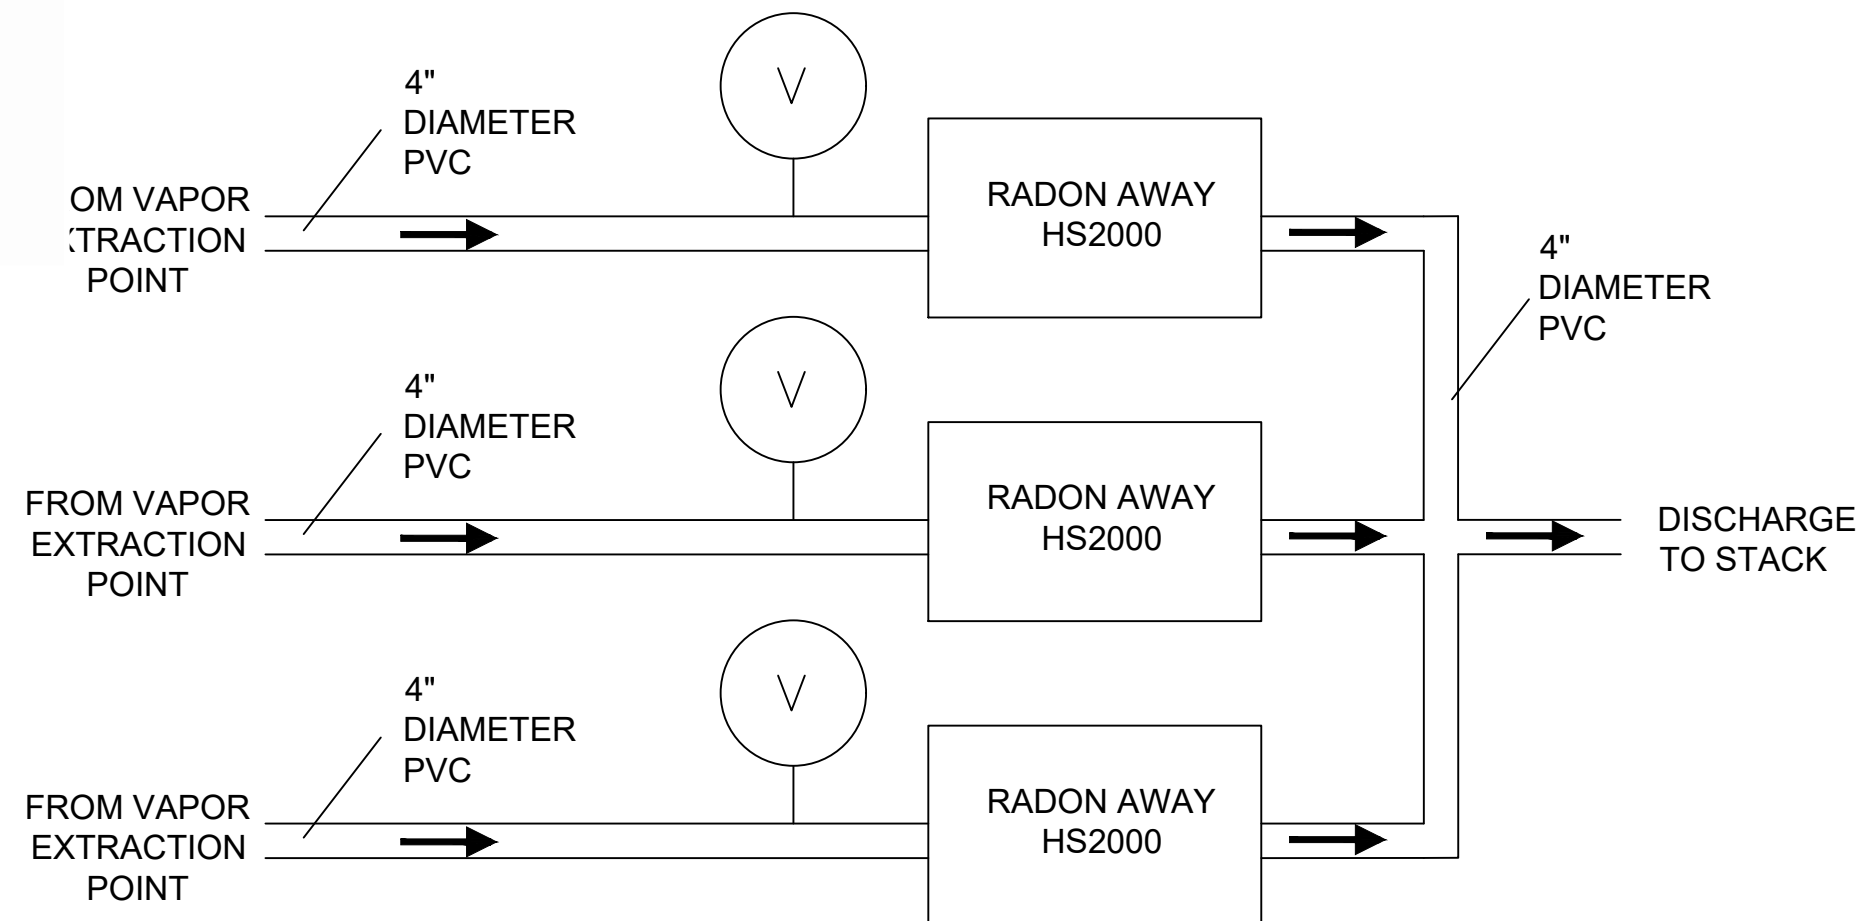 4"
DIAMETER
PVC
V
OM VAPOR
TRACTION
POINT
RADON AWAY
HS2000
4"
DIAMETER
PVC
4"
DIAMETER
PVC
V
FROM VAPOR
EXTRACTION
POINT
RADON AWAY
HS2000
DISCHARGE
TO STACK
4"
DIAMETER
PVC
V
FROM VAPOR
EXTRACTION
POINT
RADON AWAY
HS2000